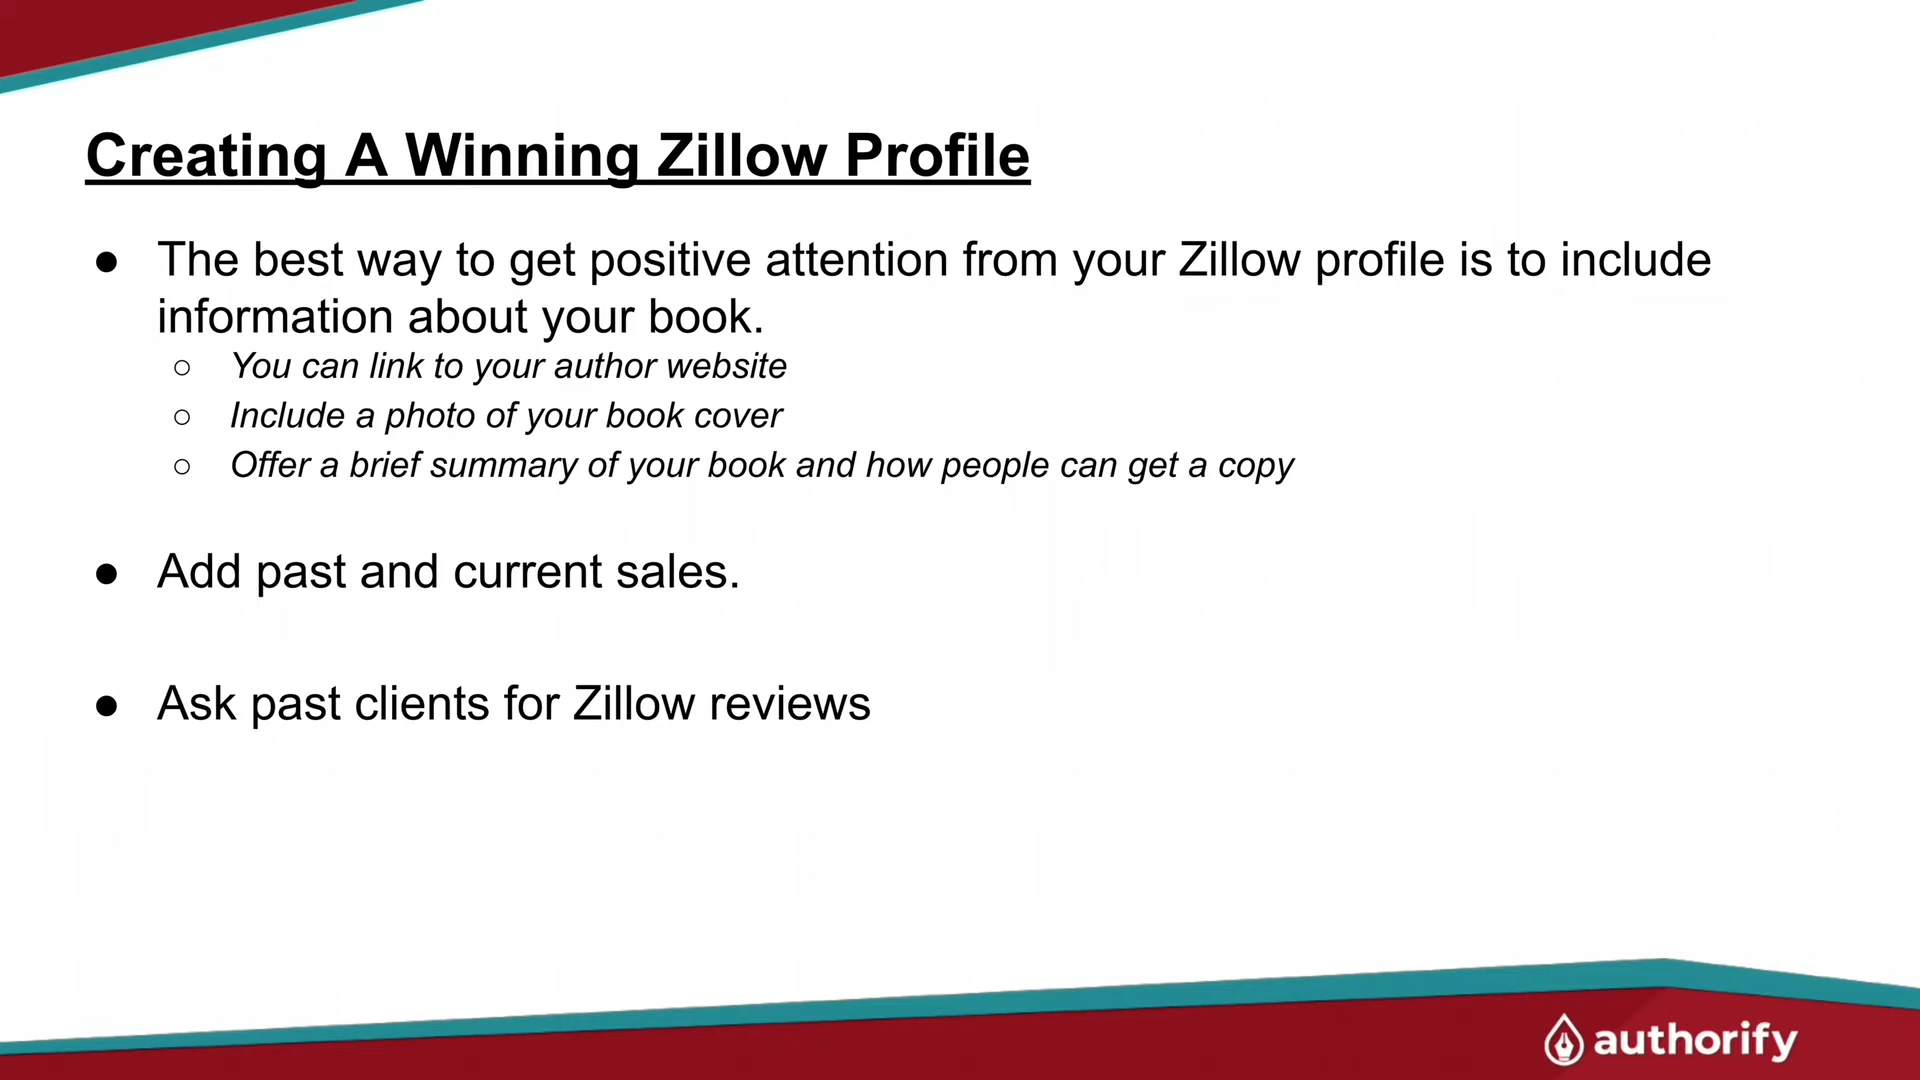 Creating A Winning Zillow Profile
● The best way to get positive attention from your Zillow profile is to include
information about your book.
○ You can link to your author website
○ Include a photo of your book cover
○ Offer a brief summary of your book and how people can get a copy
● Add past and current sales.
● Ask past clients for Zillow reviews
authorify